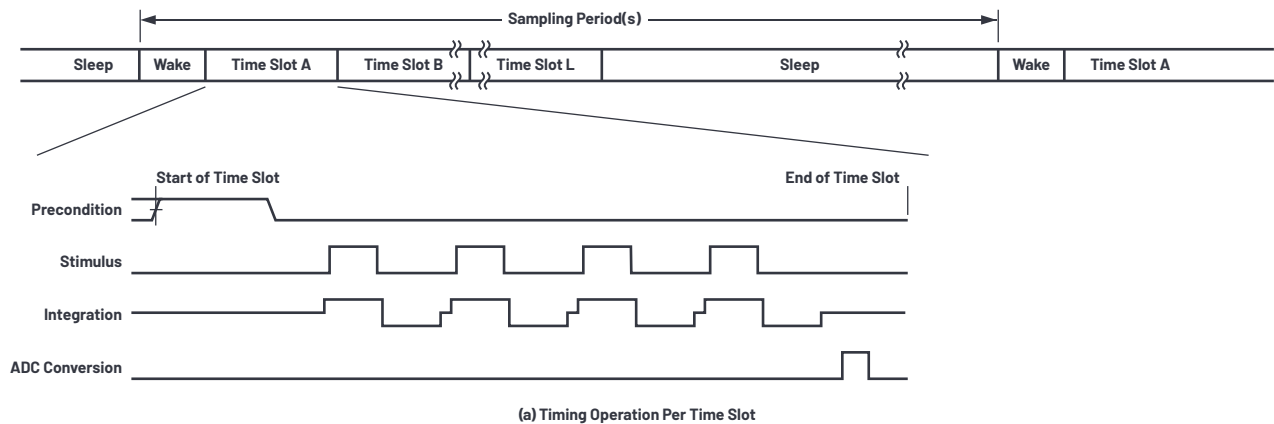 Sampling Period(s)
Sleep Wake Time Slot A Time Slot B Time Slot L Sleep Wake Time Slot A
Start of Time Slot End of Time Slot
Precondition
Stimulus
Integration
ADC Conversion
(a) Timing Operation Per Time Slot